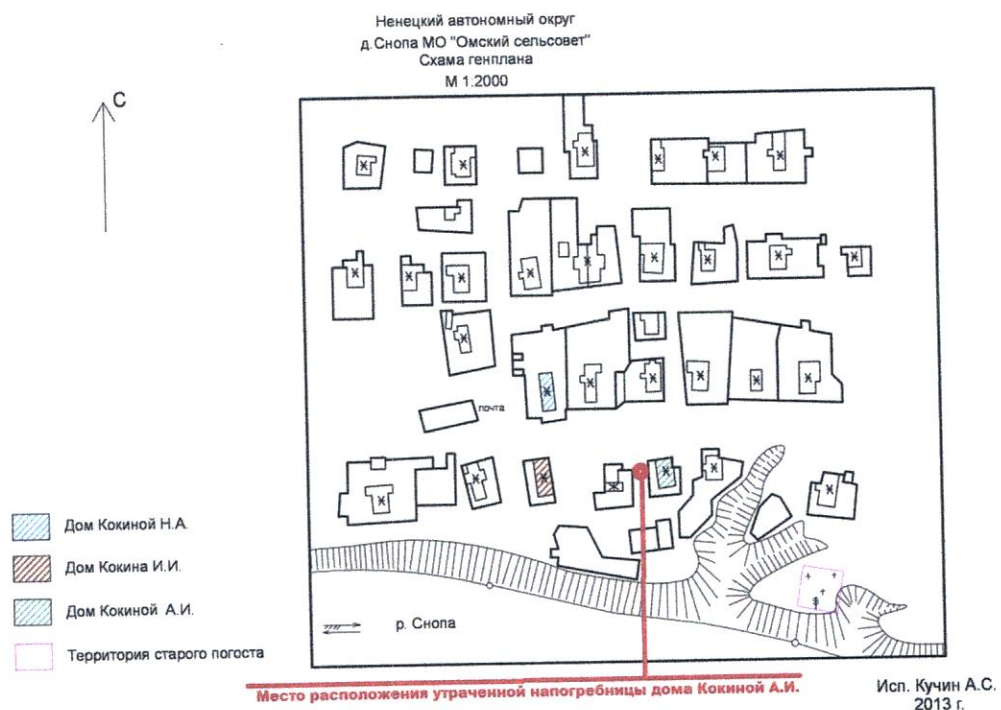 Ненецкий автономный округ
д.Снопа МО "Омский сельсовет"
Схама генплана
М 1:2000
С
почта
Дом Кокиной Н.А.
Дом Кокина И.И.
Дом Кокиной А.И.
Территория старого погоста
р. Снопа
Место расположения утраченной напогребницы дома Кокиной А.И.
Исп. Кучин А.С.
2013 г.